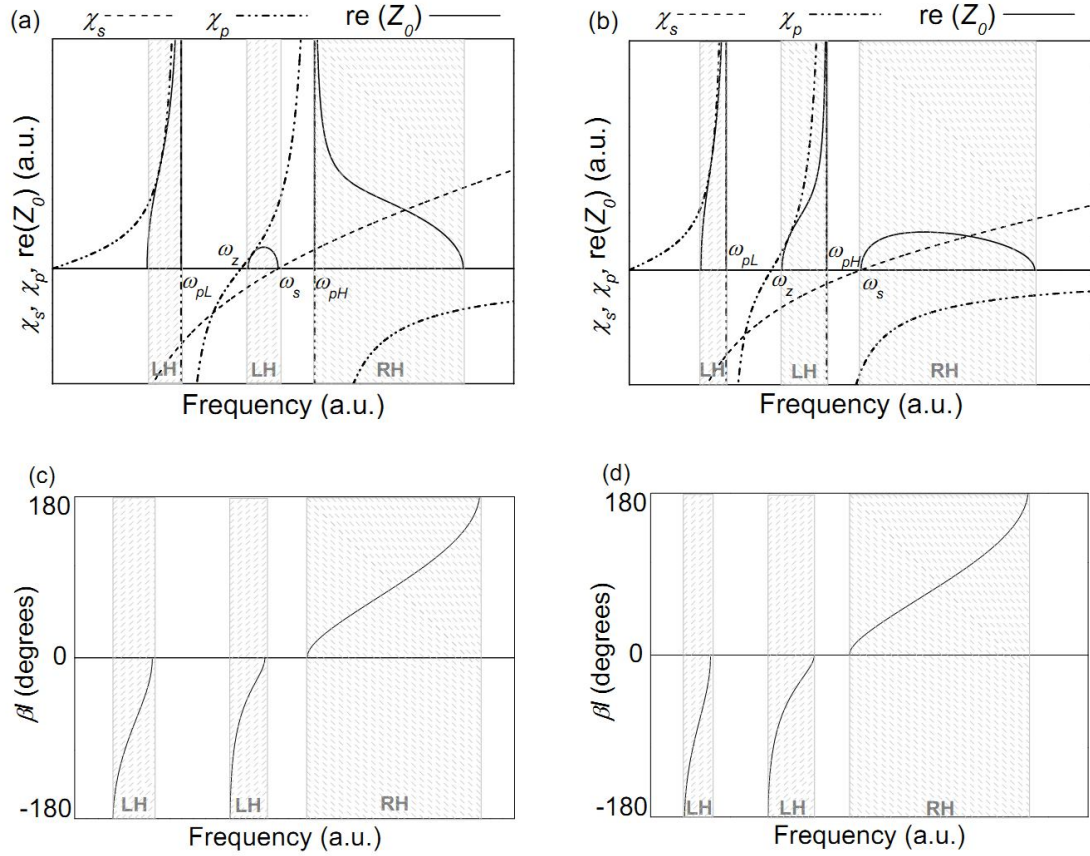 (a)
χs
χp
re (Z0)
χs, χp, re(Z0) (a.u.)
ωz
ωpL
ωs
ωpH
LH
LH
RH
Frequency (a.u.)
(b)
χs
χp
re (Z0)
χs, χp, re(Z0) (a.u.)
ωpL
ωz
ωpH
ωs
LH
LH
RH
Frequency (a.u.)
(c)
180
0
-180
βl (degrees)
LH
LH
RH
Frequency (a.u.)
(d)
180
0
-180
βl (degrees)
LH
LH
RH
Frequency (a.u.)